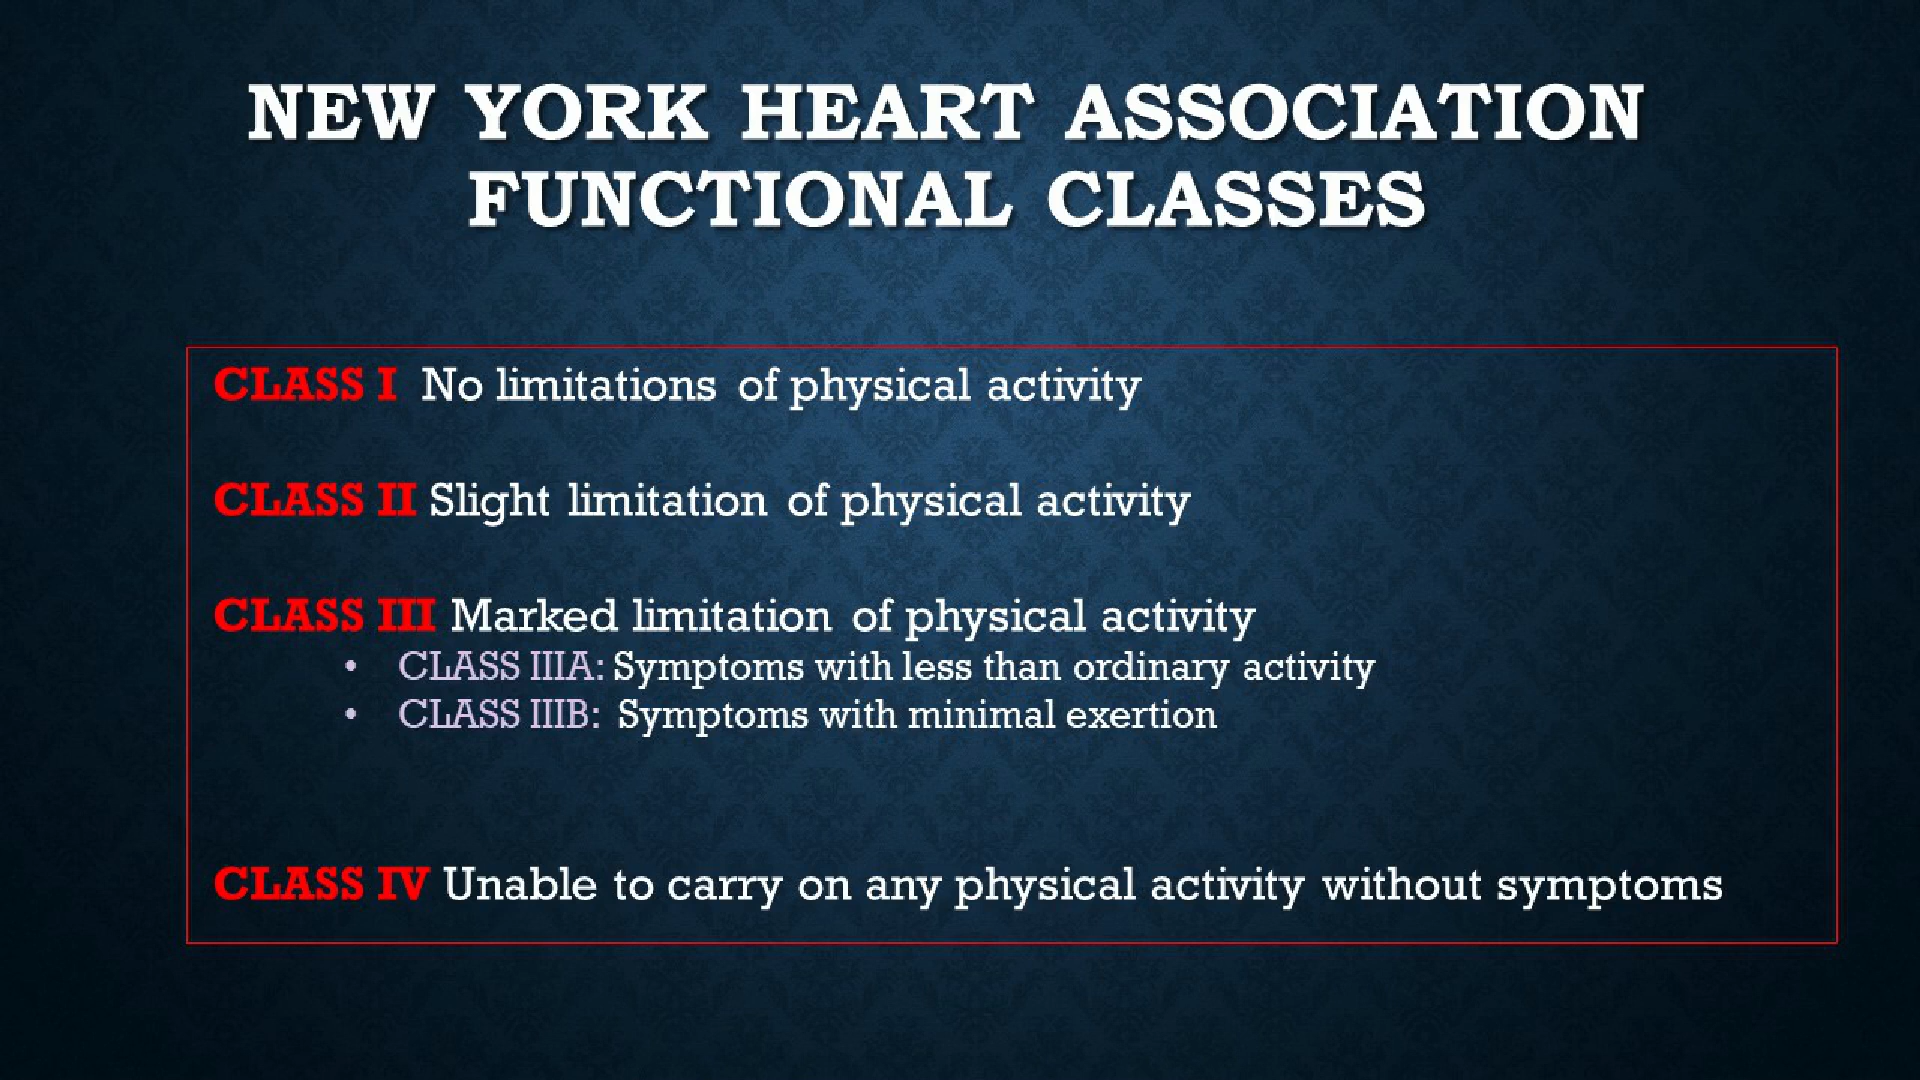 NEW YORK HEART ASSOCIATION
FUNCTIONAL CLASSES
CLASS I No limitations of physical activity
CLASS II Slight limitation of physical activity
CLASS III Marked limitation of physical activity
• CLASS IIIA: Symptoms with less than ordinary activity
• CLASS IIIB: Symptoms with minimal exertion
CLASS IV Unable to carry on any physical activity without symptoms